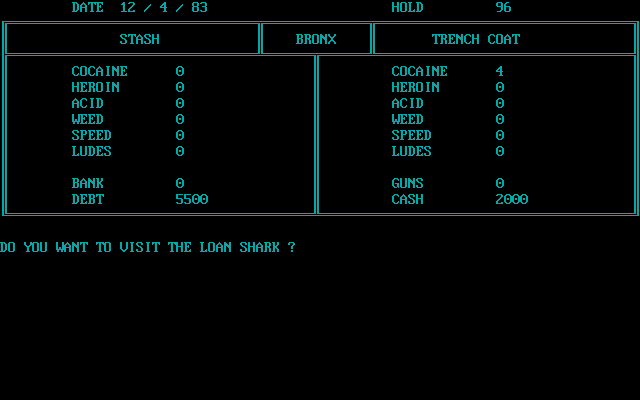 DATE 12 / 4 / 83 HOLD 96
STASH BRONX TRENCH COAT
COCAINE 0 COCAINE 4
HEROIN 0 HEROIN 0
ACID 0 ACID 0
WEED 0 WEED 0
SPEED 0 SPEED 0
LUDES 0 LUDES 0
BANK 0 GUNS 0
DEBT 5500 CASH 2000
DO YOU WANT TO VISIT THE LOAN SHARK ?